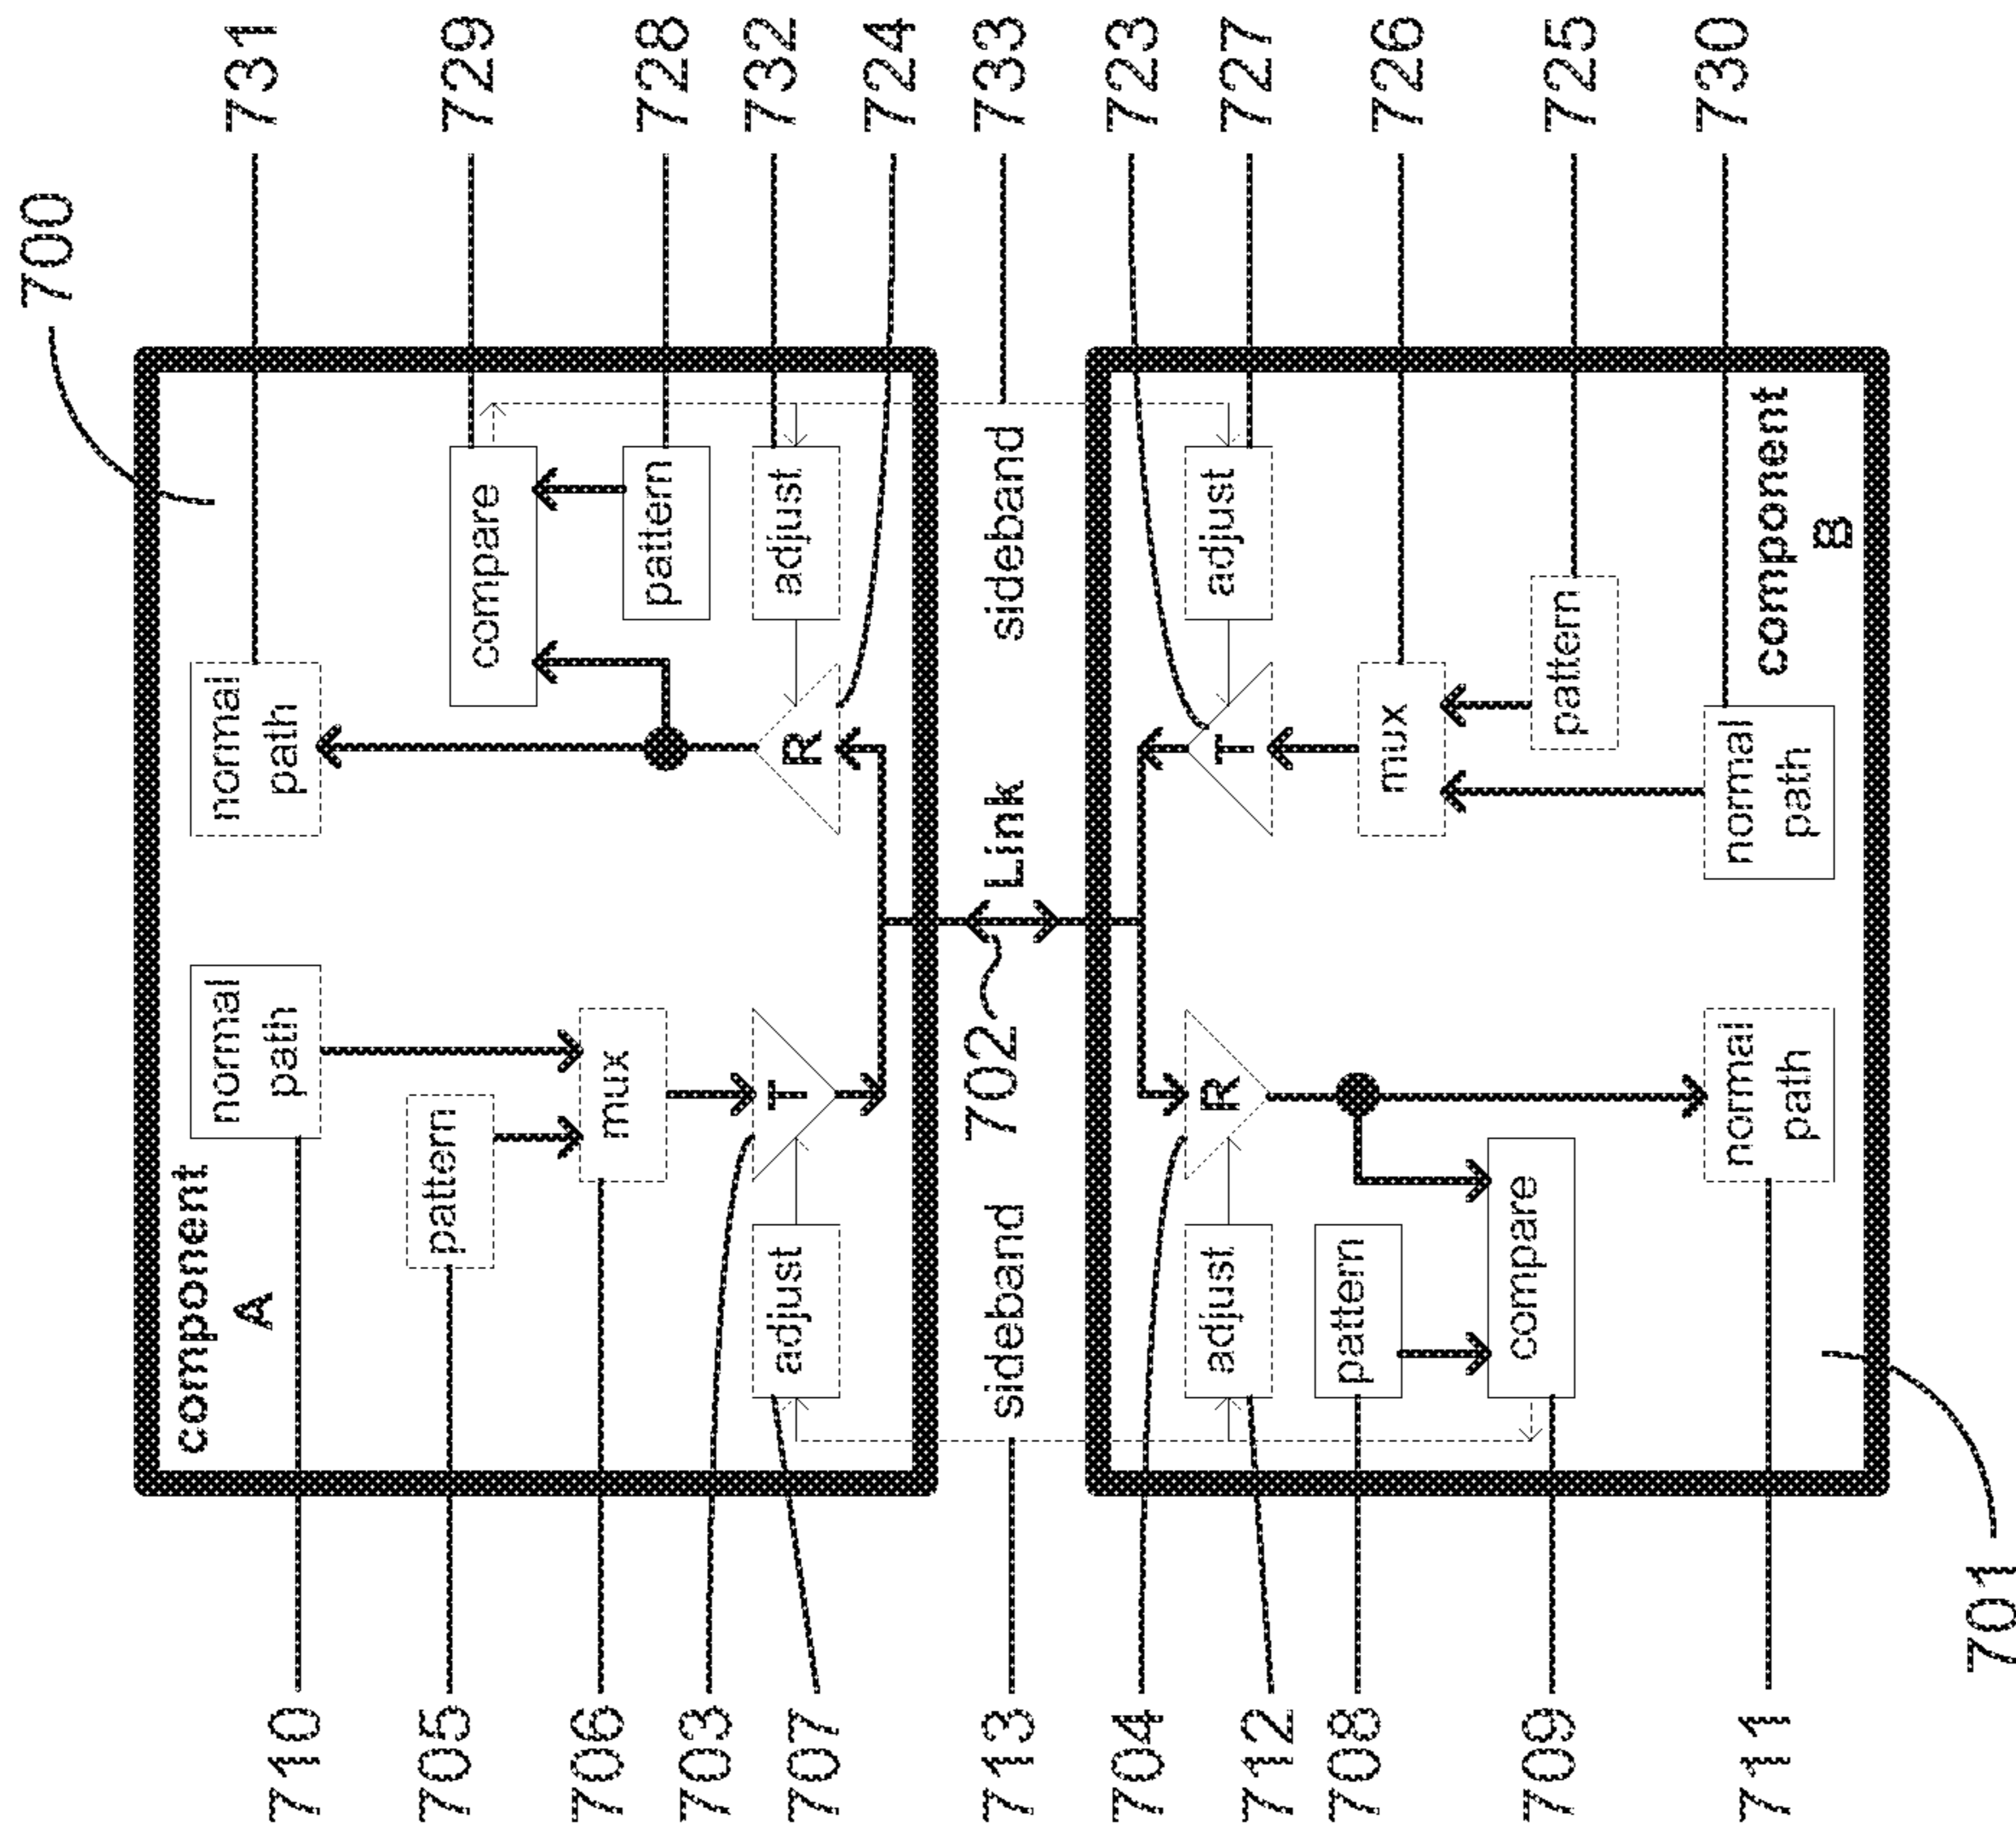 700
component
A
normal
path
normal
path
731
710
705
pattern
compare
729
706
mux
pattern
728
703
adjust
T
R
adjust
732
707
724
713
sideband
702
Link
sideband
733
704
R
T
723
712
adjust
adjust
727
708
pattern
mux
726
709
compare
pattern
725
711
normal
path
normal
path
component
B
730
701